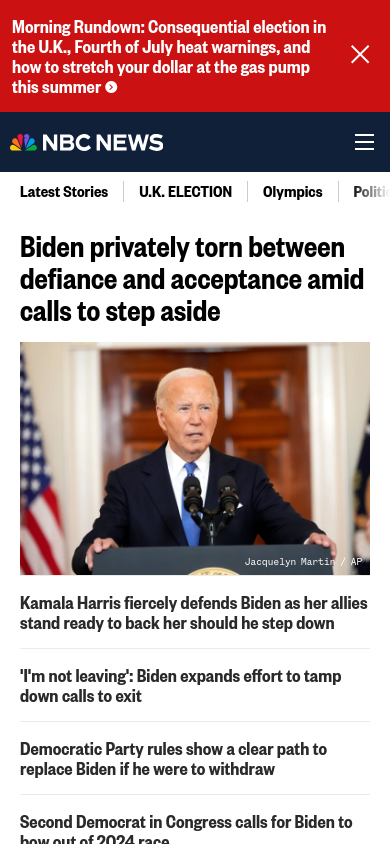 Morning Rundown: Consequential election in
the U.K., Fourth of July heat warnings, and
how to stretch your dollar at the gas pump
this summer
NBC NEWS
Latest Stories U.K. ELECTION Olympics Politic
Biden privately torn between
defiance and acceptance amid
calls to step aside
Jacquelyn Martin / AP
Kamala Harris fiercely defends Biden as her allies
stand ready to back her should he step down
'I'm not leaving': Biden expands effort to tamp
down calls to exit
Democratic Party rules show a clear path to
replace Biden if he were to withdraw
Second Democrat in Congress calls for Biden to
bow out of 2024 race